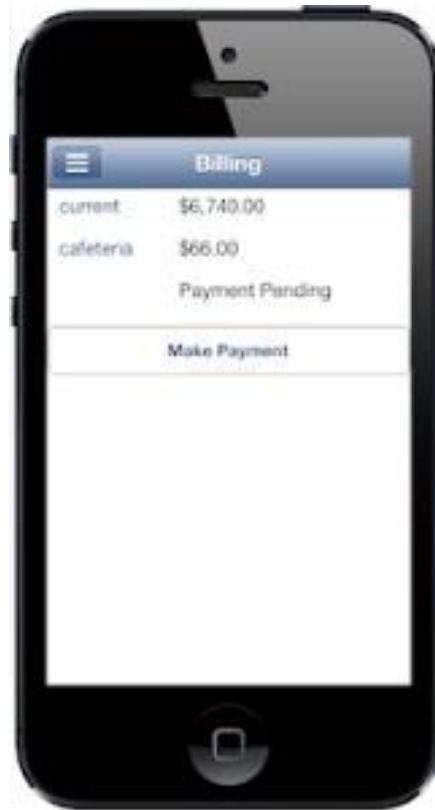 Billing
current $6,740.00
cafeteria $66.00
Payment Pending
Make Payment